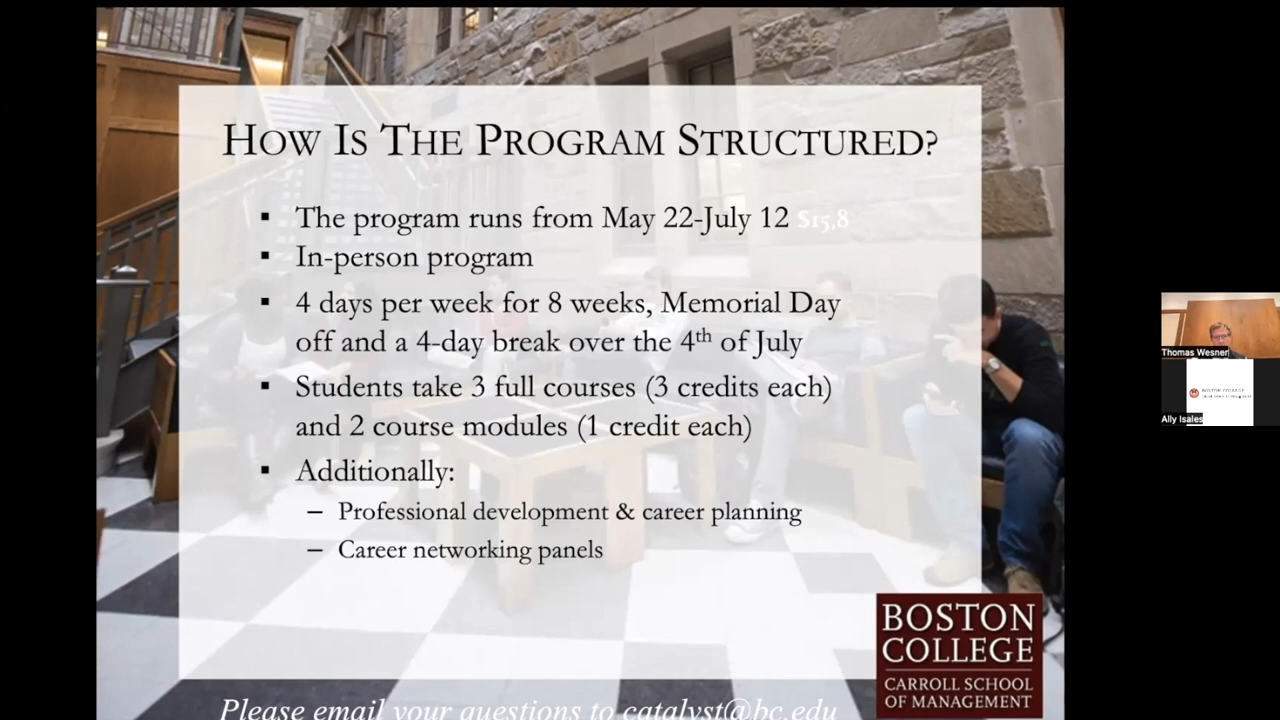 HOW IS THE PROGRAM STRUCTURED?
▪ The program runs from May 22-July 12 $15,8
▪ In-person program
▪ 4 days per week for 8 weeks, Memorial Day
off and a 4-day break over the 4th of July
▪ Students take 3 full courses (3 credits each)
and 2 course modules (1 credit each)
▪ Additionally:
– Professional development & career planning
– Career networking panels
BOSTON
COLLEGE
CARROLL SCHOOL
OF MANAGEMENT
Please email your questions to catalyst@bc.edu
Thomas Wesner
BOSTON COLLEGE
Ally Isales